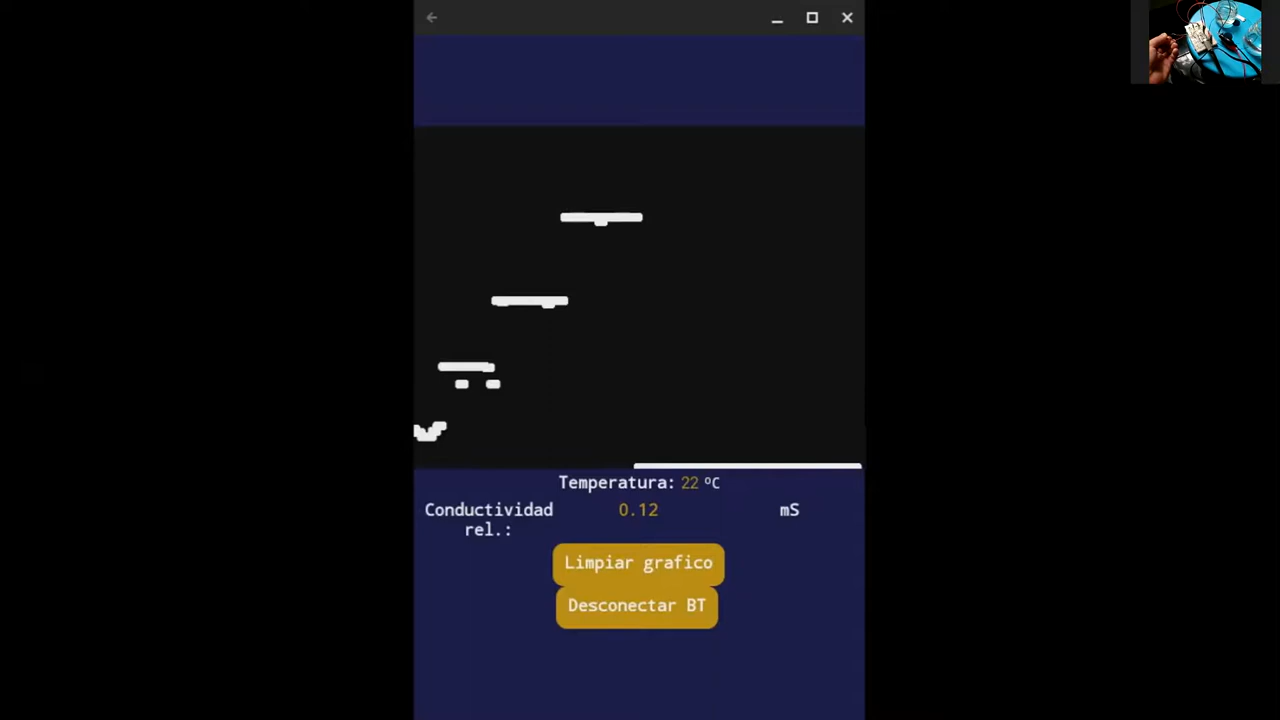 Temperatura: 22 ºC
Conductividad rel.: 0.12 mS
Limpiar grafico
Desconectar BT